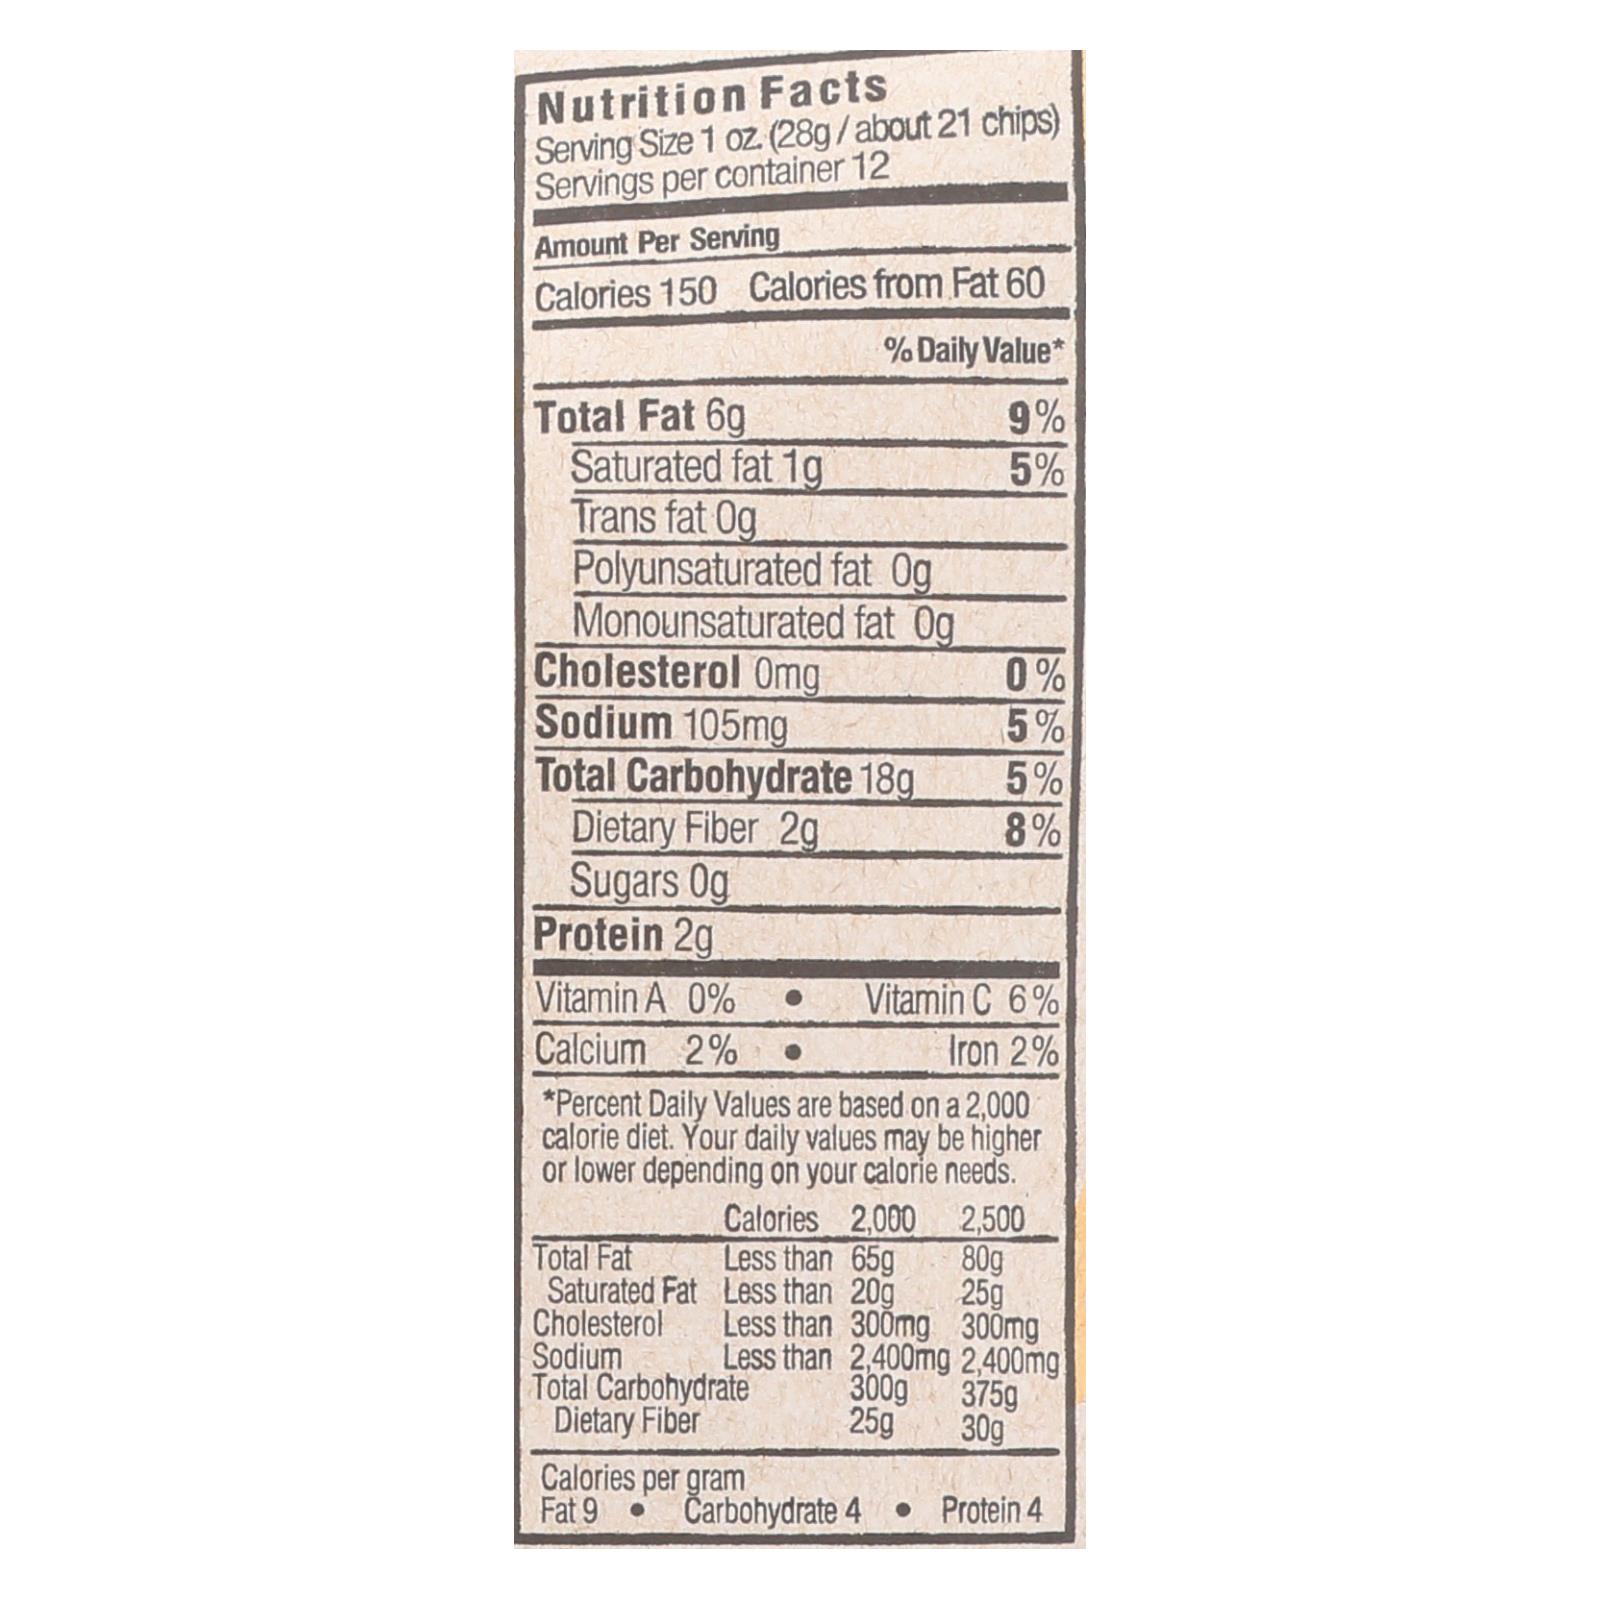 Nutrition Facts
Serving Size 1 oz. (28g / about 21 chips)
Servings per container 12
Amount Per Serving
Calories 150 Calories from Fat 60
% Daily Value*
Total Fat 6g 9%
Saturated fat 1g 5%
Trans fat 0g
Polyunsaturated fat 0g
Monounsaturated fat 0g
Cholesterol 0mg 0%
Sodium 105mg 5%
Total Carbohydrate 18g 5%
Dietary Fiber 2g 8%
Sugars 0g
Protein 2g
Vitamin A 0% • Vitamin C 6%
Calcium 2% • Iron 2%
*Percent Daily Values are based on a 2,000
calorie diet. Your daily values may be higher
or lower depending on your calorie needs.
Calories 2,000 2,500
Total Fat Less than 65g 80g
Saturated Fat Less than 20g 25g
Cholesterol Less than 300mg 300mg
Sodium Less than 2,400mg 2,400mg
Total Carbohydrate 300g 375g
Dietary Fiber 25g 30g
Calories per gram
Fat 9 • Carbohydrate 4 • Protein 4